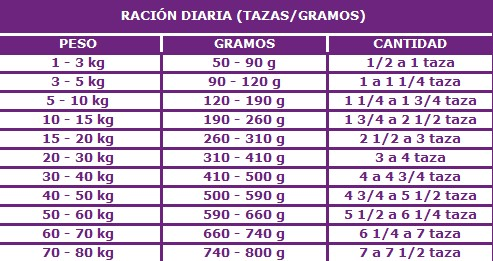 RACIÓN DIARIA (TAZAS/GRAMOS)
PESO GRAMOS CANTIDAD
1 - 3 kg 50 - 90 g 1/2 a 1 taza
3 - 5 kg 90 - 120 g 1 a 1 1/4 taza
5 - 10 kg 120 - 190 g 1 1/4 a 1 3/4 taza
10 - 15 kg 190 - 260 g 1 3/4 a 2 1/2 taza
15 - 20 kg 260 - 310 g 2 1/2 a 3 taza
20 - 30 kg 310 - 410 g 3 a 4 taza
30 - 40 kg 410 - 500 g 4 a 4 3/4 taza
40 - 50 kg 500 - 590 g 4 3/4 a 5 1/2 taza
50 - 60 kg 590 - 660 g 5 1/2 a 6 1/4 taza
60 - 70 kg 660 - 740 g 6 1/4 a 7 taza
70 - 80 kg 740 - 800 g 7 a 7 1/2 taza